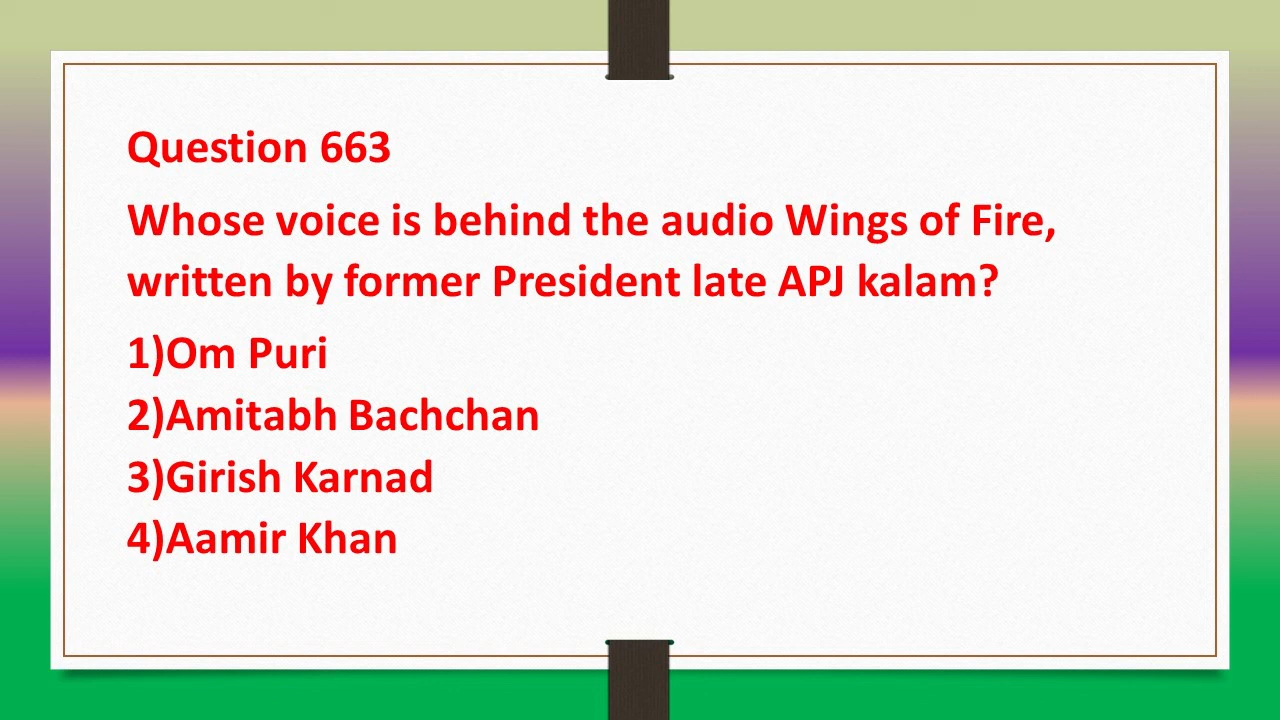 Question 663
Whose voice is behind the audio Wings of Fire,
written by former President late APJ kalam?
1)Om Puri
2)Amitabh Bachchan
3)Girish Karnad
4)Aamir Khan